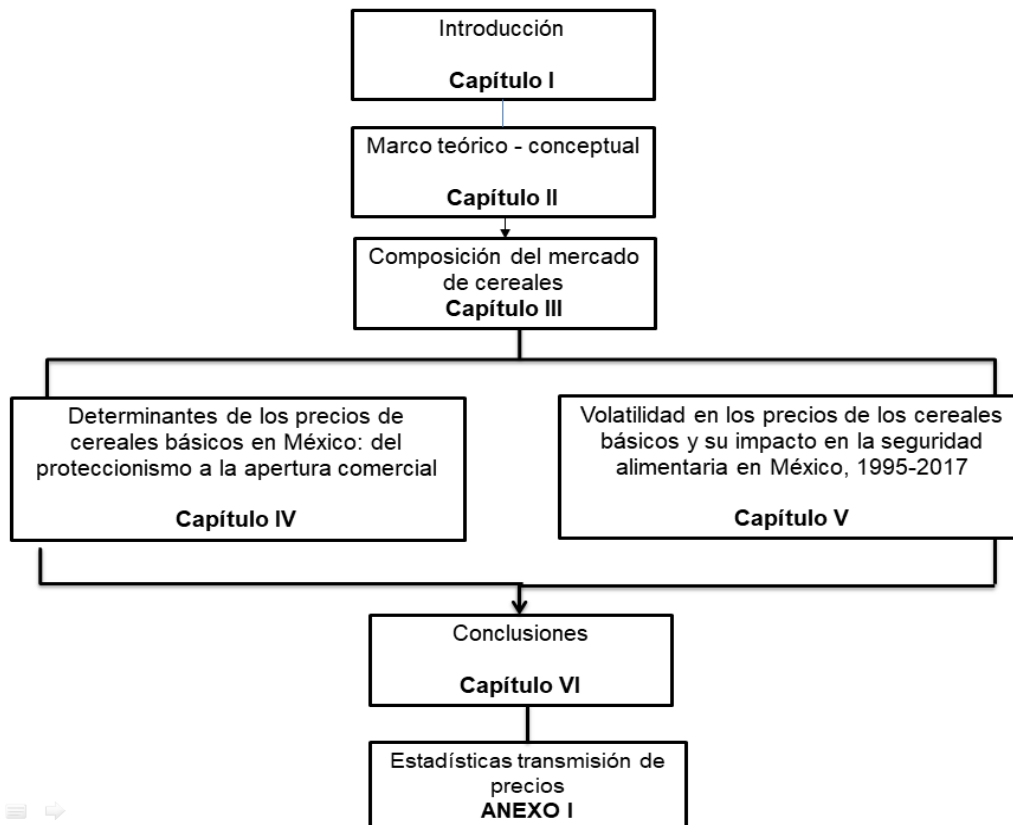 Introducción
Capítulo I
Marco teórico - conceptual
Capítulo II
Composición del mercado
de cereales
Capítulo III
Determinantes de los precios de
cereales básicos en México: del
proteccionismo a la apertura comercial
Capítulo IV
Volatilidad en los precios de los cereales
básicos y su impacto en la seguridad
alimentaria en México, 1995-2017
Capítulo V
Conclusiones
Capítulo VI
Estadísticas transmisión de
precios
ANEXO I